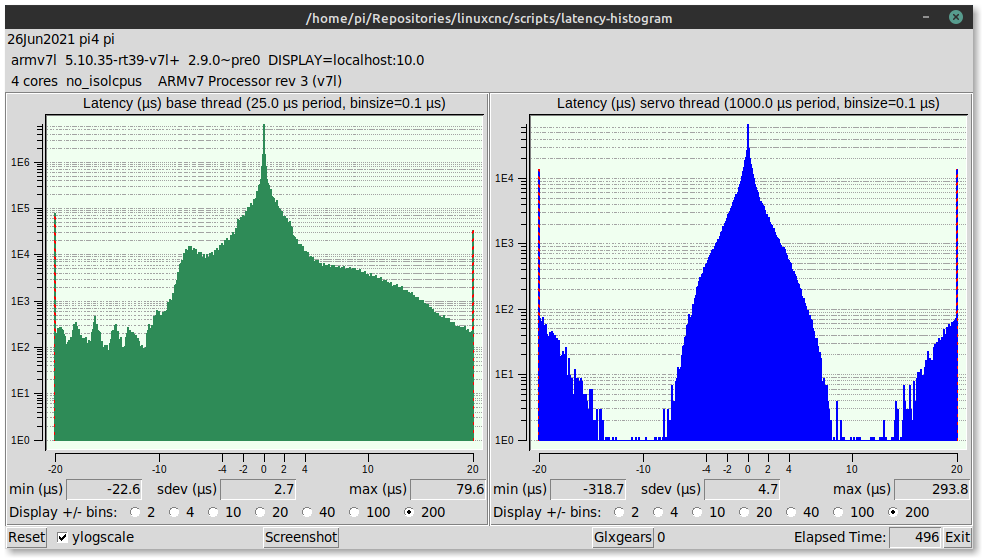 /home/pi/Repositories/linuxcnc/scripts/latency-histogram
26Jun2021 pi4 pi
armv7l 5.10.35-rt39-v7l+ 2.9.0~pre0 DISPLAY=localhost:10.0
4 cores no_isolcpus ARMv7 Processor rev 3 (v7l)
Latency (µs) base thread (25.0 µs period, binsize=0.1 µs)
1E6
1E5
1E4
1E3
1E2
1E1
1E0
-20 -10 -4 -2 0 2 4 10 20
min (µs) -22.6 sdev (µs) 2.7 max (µs) 79.6
Display +/- bins: 2 4 10 20 40 100 200
Latency (µs) servo thread (1000.0 µs period, binsize=0.1 µs)
1E4
1E3
1E2
1E1
1E0
-20 -10 -4 -2 0 2 4 10 20
min (µs) -318.7 sdev (µs) 4.7 max (µs) 293.8
Display +/- bins: 2 4 10 20 40 100 200
Reset ylogscale Screenshot Glxgears 0 Elapsed Time: 496 Exit